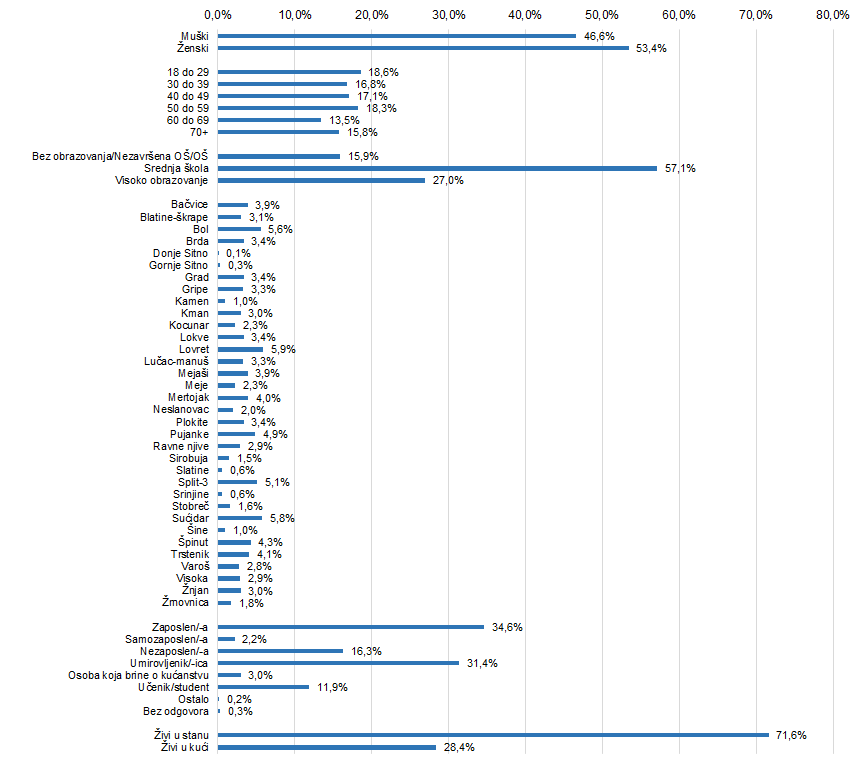 0,0% 10,0% 20,0% 30,0% 40,0% 50,0% 60,0% 70,0% 80,0%
Muški 46,6%
Ženski 53,4%
18 do 29 18,6%
30 do 39 16,8%
40 do 49 17,1%
50 do 59 18,3%
60 do 69 13,5%
70+ 15,8%
Bez obrazovanja/Nezavršena OŠ/OŠ 15,9%
Srednja škola 57,1%
Visoko obrazovanje 27,0%
Bačvice 3,9%
Blatine-škrape 3,1%
Bol 5,6%
Brda 3,4%
Donje Sitno 0,1%
Gornje Sitno 0,3%
Grad 3,4%
Gripe 3,3%
Kamen 1,0%
Kman 3,0%
Kocunar 2,3%
Lokve 3,4%
Lovret 5,9%
Lučac-manuš 3,3%
Mejaši 3,9%
Meje 2,3%
Mertojak 4,0%
Neslanovac 2,0%
Plokite 3,4%
Pujanke 4,9%
Ravne njive 2,9%
Sirobuja 1,5%
Slatine 0,6%
Split-3 5,1%
Srinjine 0,6%
Stobreč 1,6%
Sućidar 5,8%
Šine 1,0%
Špinut 4,3%
Trstenik 4,1%
Varoš 2,8%
Visoka 2,9%
Žnjan 3,0%
Žrnovnica 1,8%
Zaposlen/-a 34,6%
Samozaposlen/-a 2,2%
Nezaposlen/-a 16,3%
Umirovljenik/-ica 31,4%
Osoba koja brine o kućanstvu 3,0%
Učenik/student 11,9%
Ostalo 0,2%
Bez odgovora 0,3%
Živi u stanu 71,6%
Živi u kući 28,4%